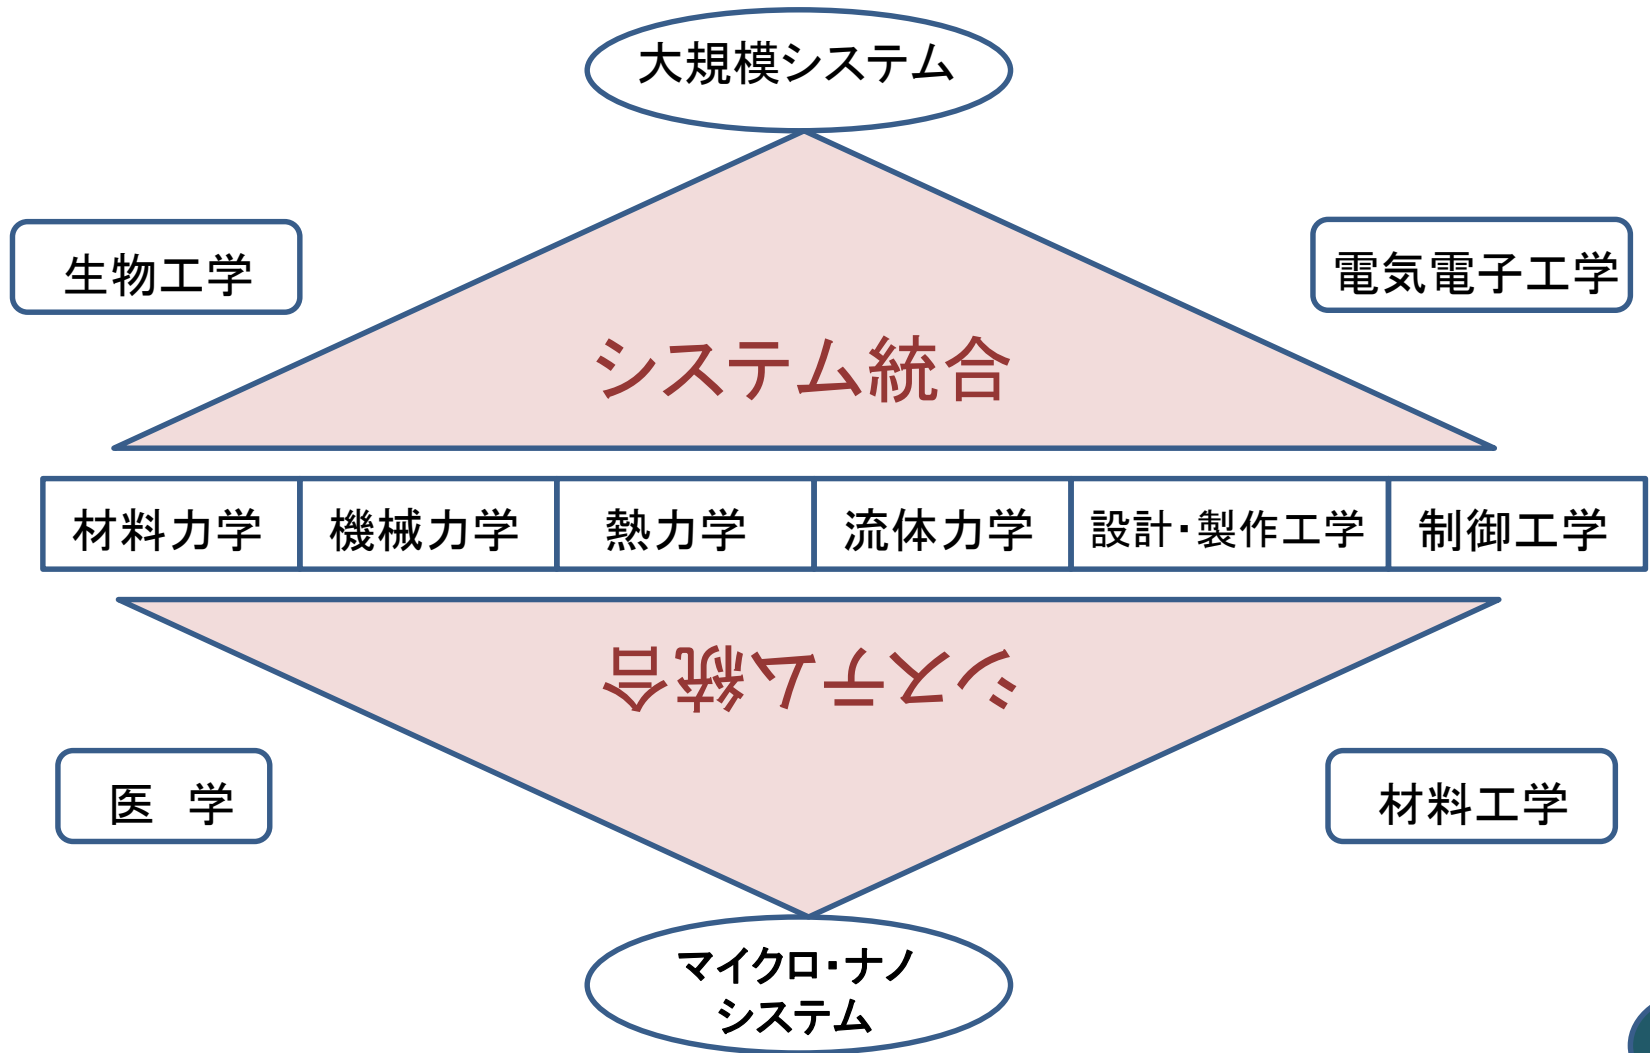 大規模システム
生物工学
電気電子工学
システム統合
材料力学
機械力学
熱力学
流体力学
設計・製作工学
制御工学
システム統合
医　学
材料工学
マイクロ・ナノ
システム